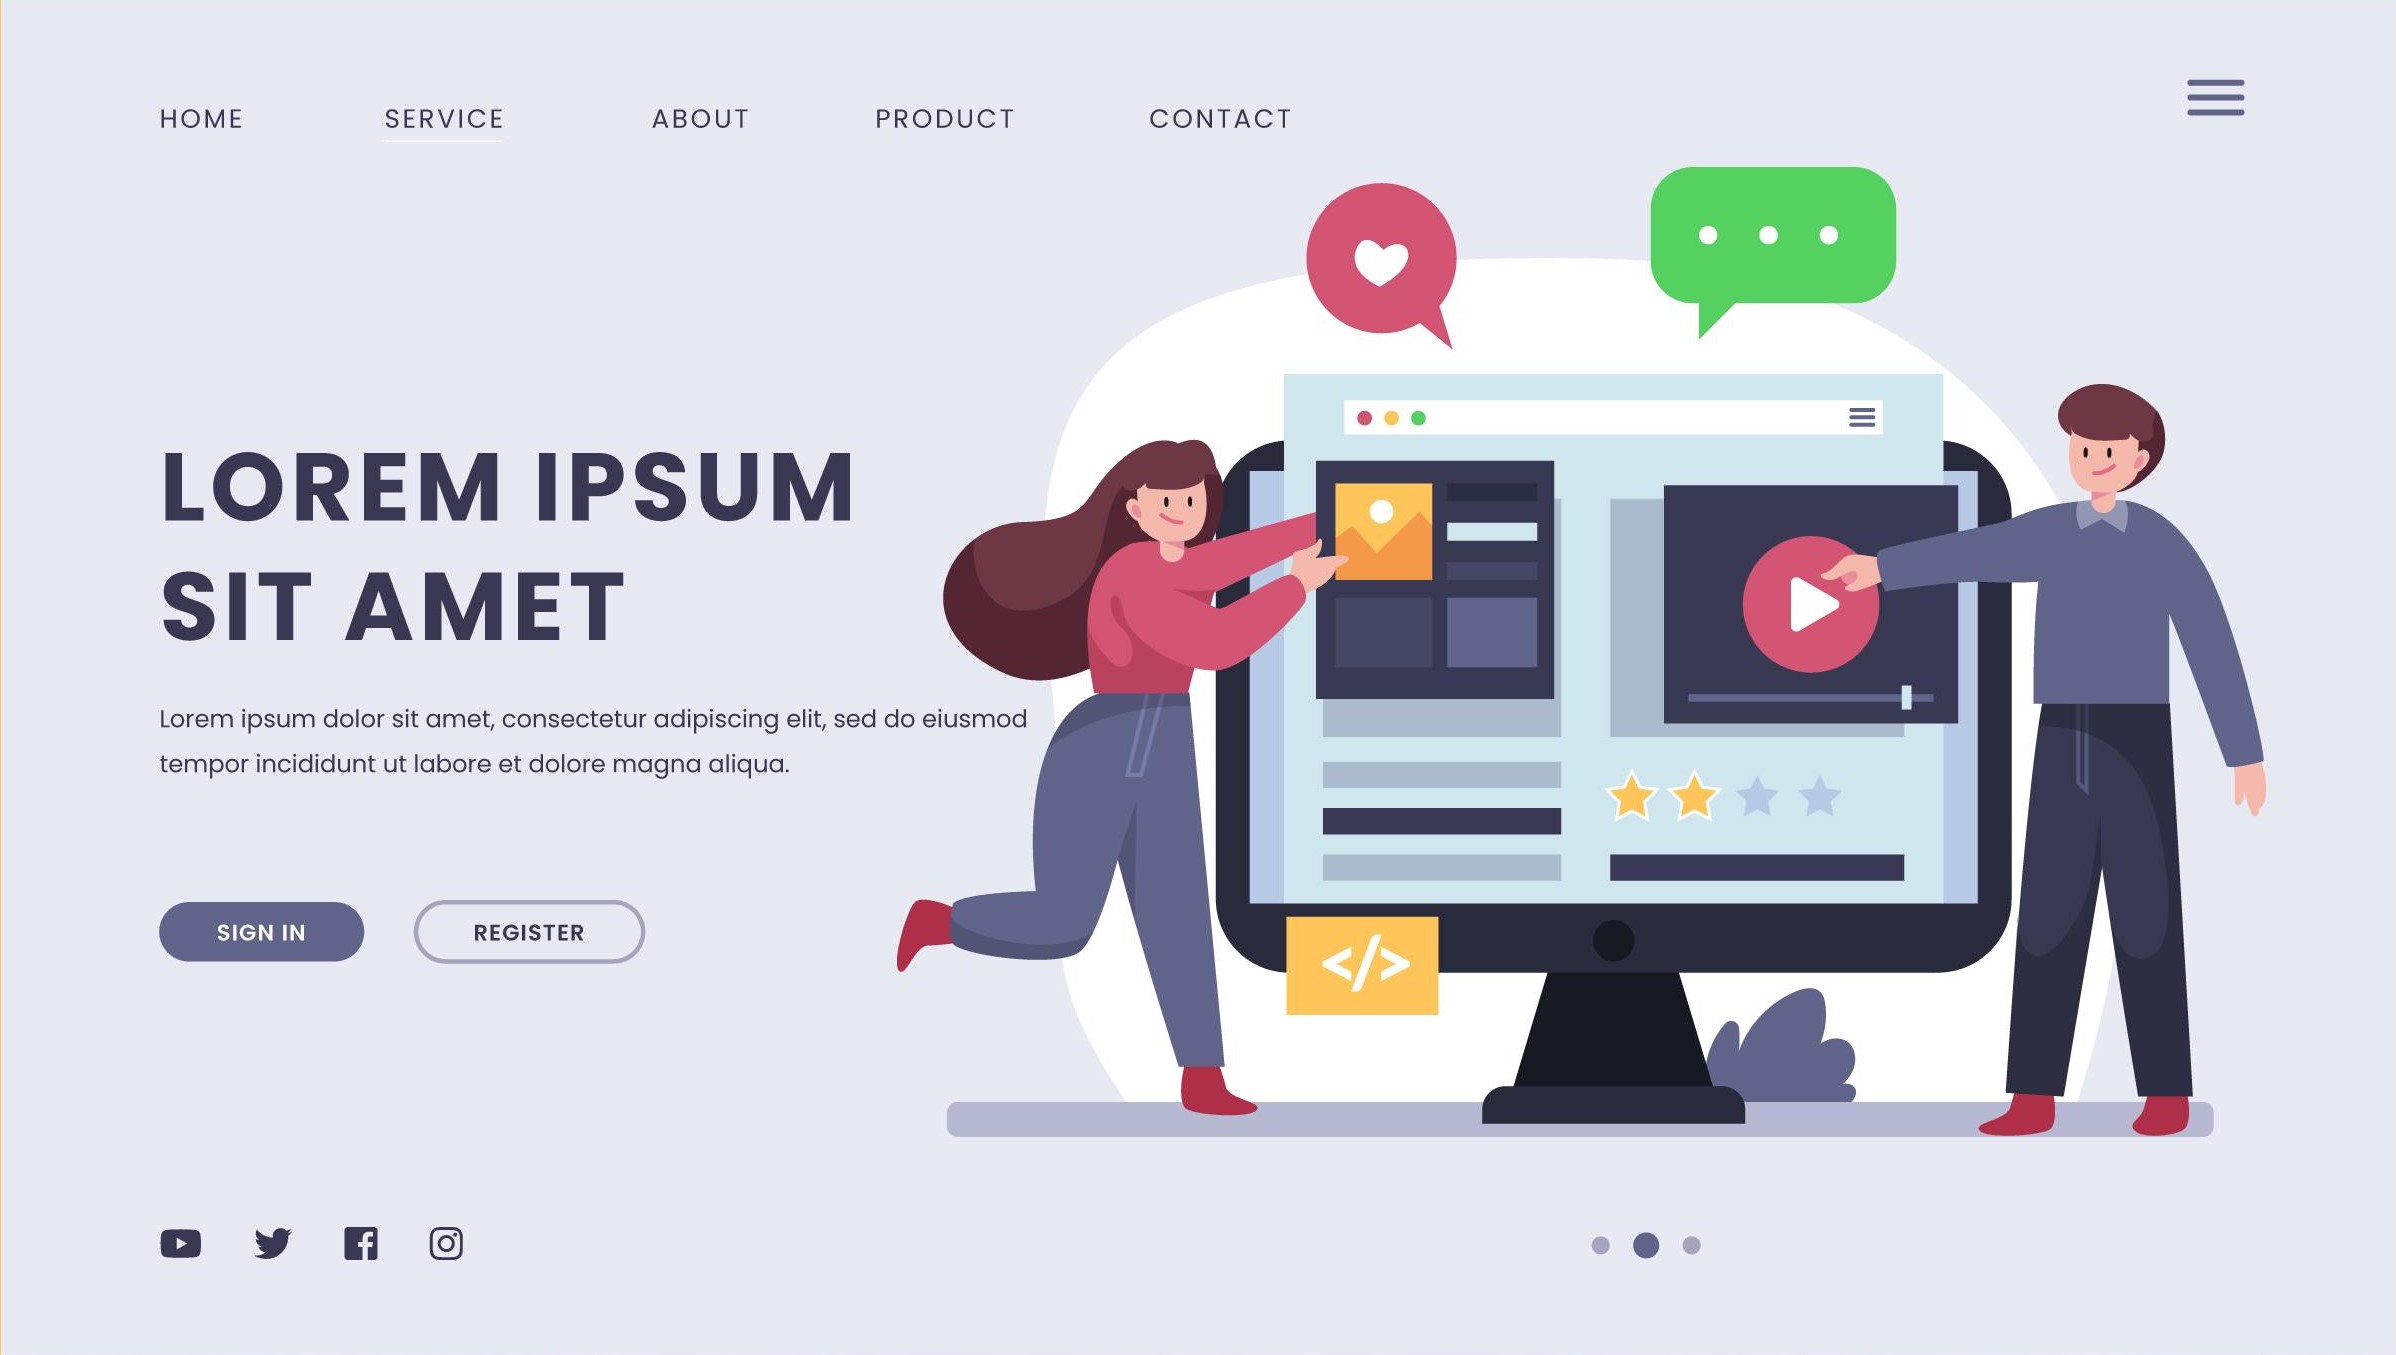 HOME SERVICE ABOUT PRODUCT CONTACT
LOREM IPSUM
SIT AMET
Lorem ipsum dolor sit amet, consectetur adipiscing elit, sed do eiusmod
tempor incididunt ut labore et dolore magna aliqua.
SIGN IN REGISTER
</>